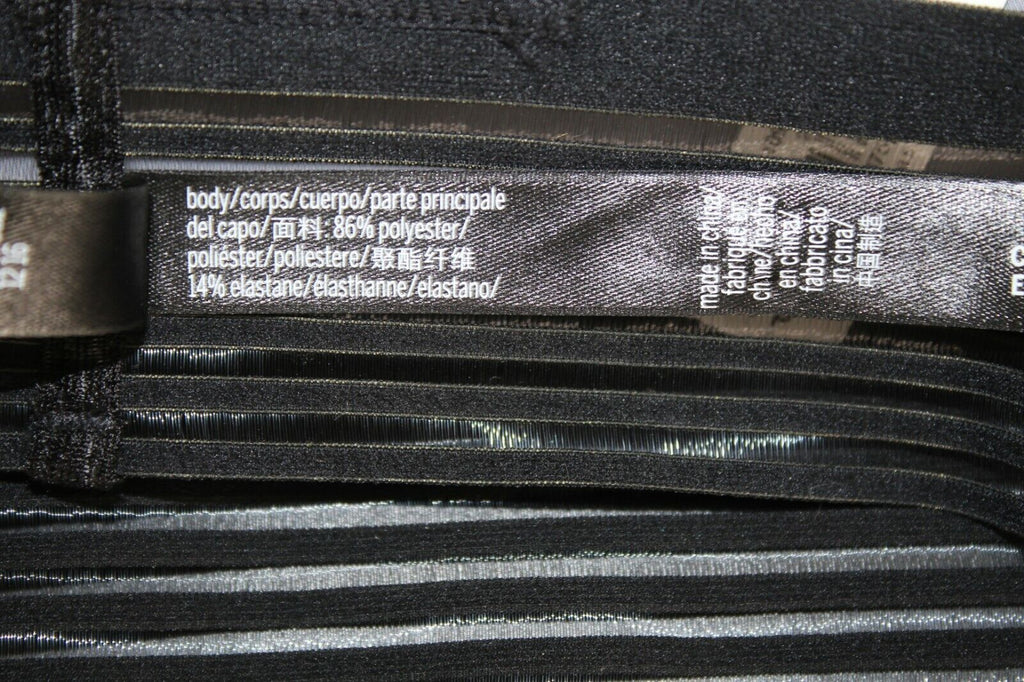 body/corps/cuerpo/parte principale
del capo/面料: 86% polyester/
poliéster/poliestere/聚酯纤维
14% elastane/élasthanne/elastano/
made in china/
fabriqué en
chine/hecho
en china/
fabbricato
in cina/
中国制造
C
E